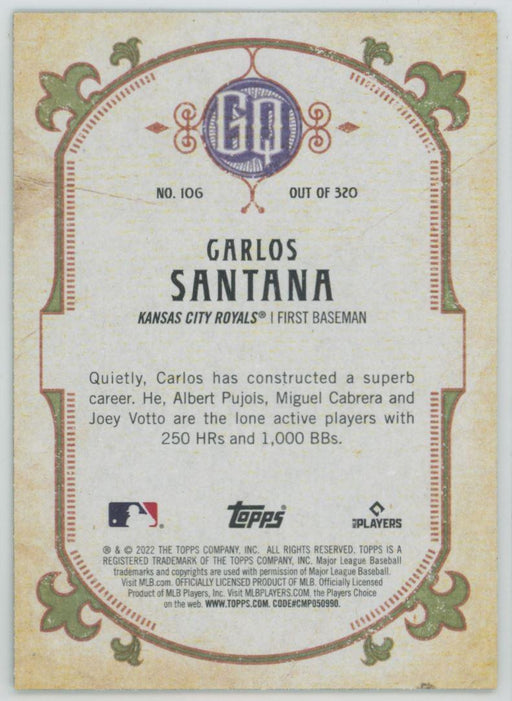 GQ
NO. 106 OUT OF 320
CARLOS
SANTANA
KANSAS CITY ROYALS® | FIRST BASEMAN
Quietly, Carlos has constructed a superb
career. He, Albert Pujols, Miguel Cabrera and
Joey Votto are the lone active players with
250 HRs and 1,000 BBs.
topps
MLB PLAYERS
® & © 2022 THE TOPPS COMPANY, INC. ALL RIGHTS RESERVED. TOPPS IS A
REGISTERED TRADEMARK OF THE TOPPS COMPANY, INC. Major League Baseball
trademarks and copyrights are used with permission of Major League Baseball.
Visit MLB.com. OFFICIALLY LICENSED PRODUCT OF MLB. Officially Licensed
Product of MLB Players, Inc. Visit MLBPLAYERS.COM, the Players Choice
on the web. WWW.TOPPS.COM. CODE#CMP050990.